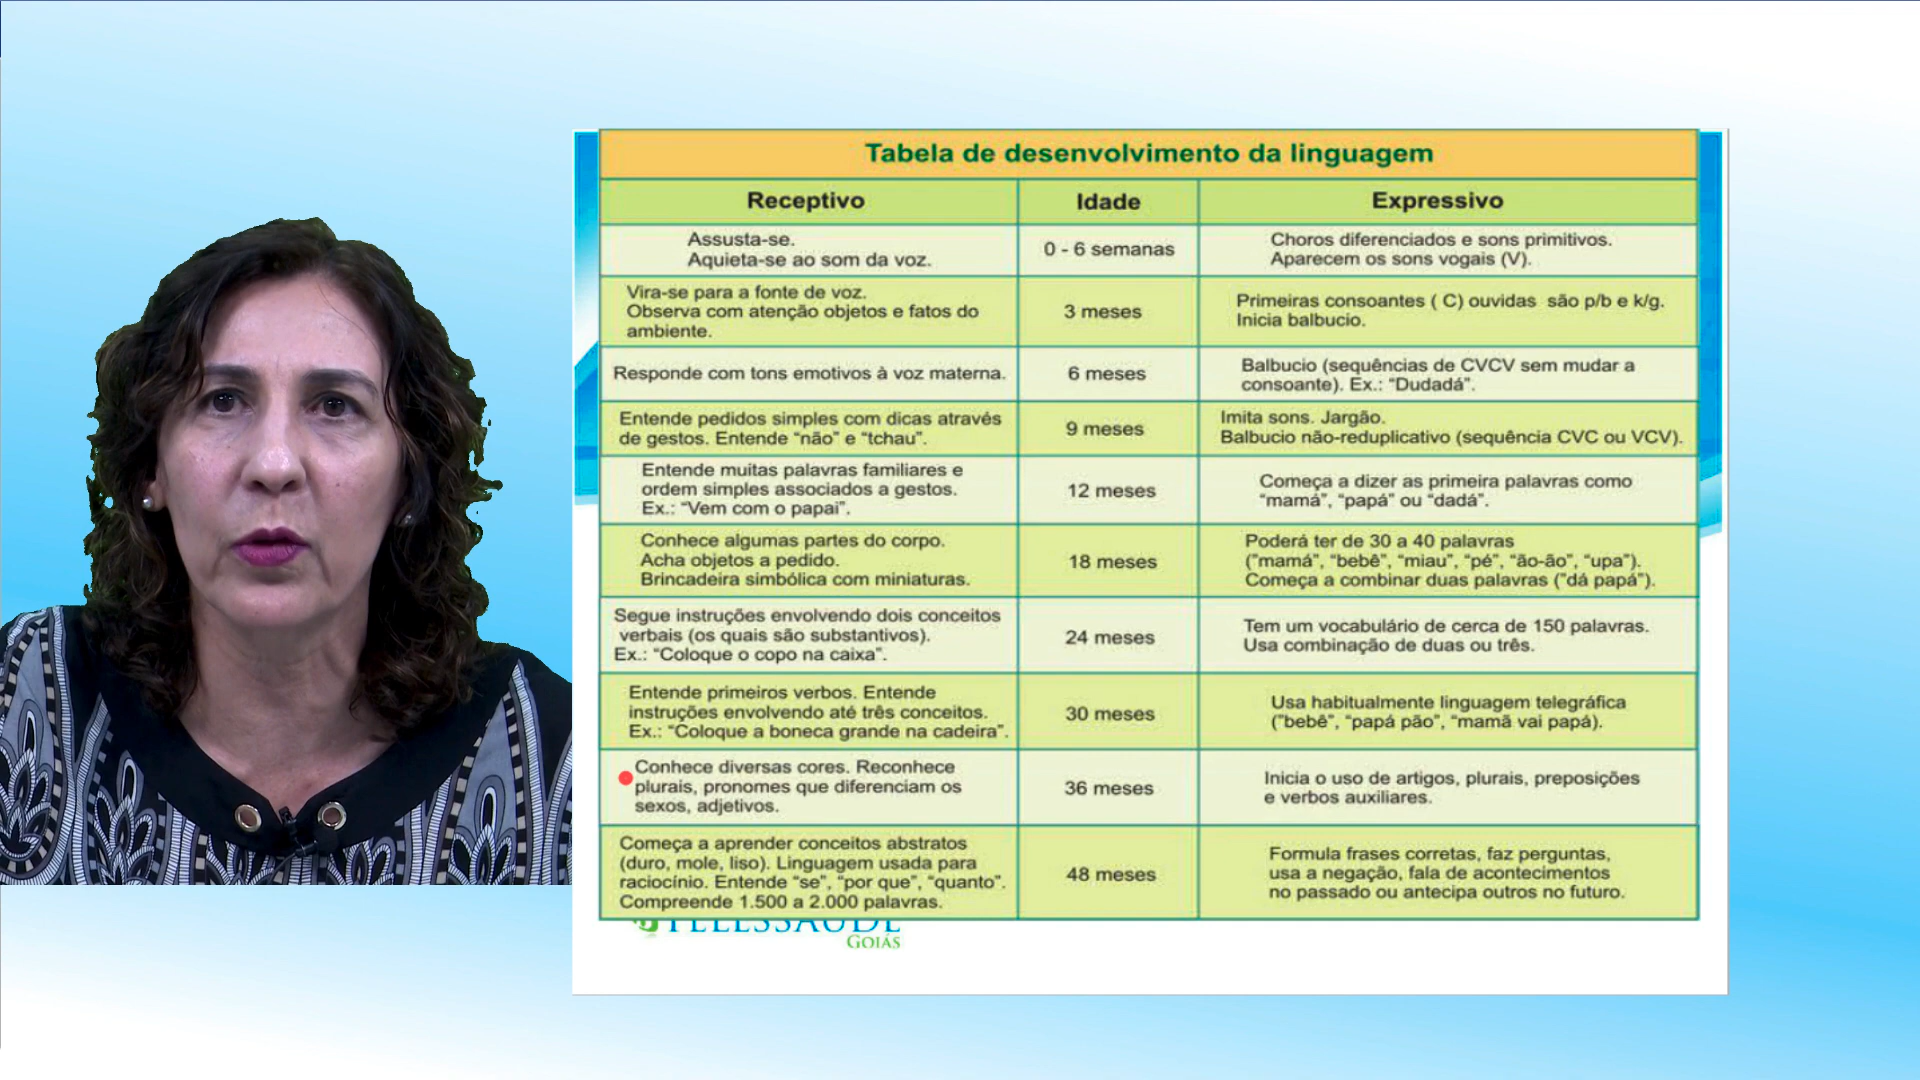 Tabela de desenvolvimento da linguagem
Receptivo
Idade
Expressivo
Assusta-se.
Aquieta-se ao som da voz.
0 - 6 semanas
Choros diferenciados e sons primitivos.
Aparecem os sons vogais (V).
Vira-se para a fonte de voz.
Observa com atenção objetos e fatos do
ambiente.
3 meses
Primeiras consoantes ( C) ouvidas são p/b e k/g.
Inicia balbucio.
Responde com tons emotivos à voz materna.
6 meses
Balbucio (sequências de CVCV sem mudar a
consoante). Ex.: “Dudadá”.
Entende pedidos simples com dicas através
de gestos. Entende “não” e “tchau”.
9 meses
Imita sons. Jargão.
Balbucio não-reduplicativo (sequência CVC ou VCV).
Entende muitas palavras familiares e
ordem simples associados a gestos.
Ex.: “Vem com o papai”.
12 meses
Começa a dizer as primeira palavras como
“mamá”, “papá” ou “dadá”.
Conhece algumas partes do corpo.
Acha objetos a pedido.
Brincadeira simbólica com miniaturas.
18 meses
Poderá ter de 30 a 40 palavras
(”mamá”, “bebê”, “miau”, “pé”, “ão-ão”, “upa”).
Começa a combinar duas palavras (”dá papá”).
Segue instruções envolvendo dois conceitos
verbais (os quais são substantivos).
Ex.: “Coloque o copo na caixa”.
24 meses
Tem um vocabulário de cerca de 150 palavras.
Usa combinação de duas ou três.
Entende primeiros verbos. Entende
instruções envolvendo até três conceitos.
Ex.: “Coloque a boneca grande na cadeira”.
30 meses
Usa habitualmente linguagem telegráfica
(”bebê”, “papá pão”, “mamã vai papá).
Conhece diversas cores. Reconhece
plurais, pronomes que diferenciam os
sexos, adjetivos.
36 meses
Inicia o uso de artigos, plurais, preposições
e verbos auxiliares.
Começa a aprender conceitos abstratos
(duro, mole, liso). Linguagem usada para
raciocínio. Entende “se”, “por que”, “quanto”.
Compreende 1.500 a 2.000 palavras.
48 meses
Formula frases corretas, faz perguntas,
usa a negação, fala de acontecimentos
no passado ou antecipa outros no futuro.
TELESSAÚDE
GOIÁS